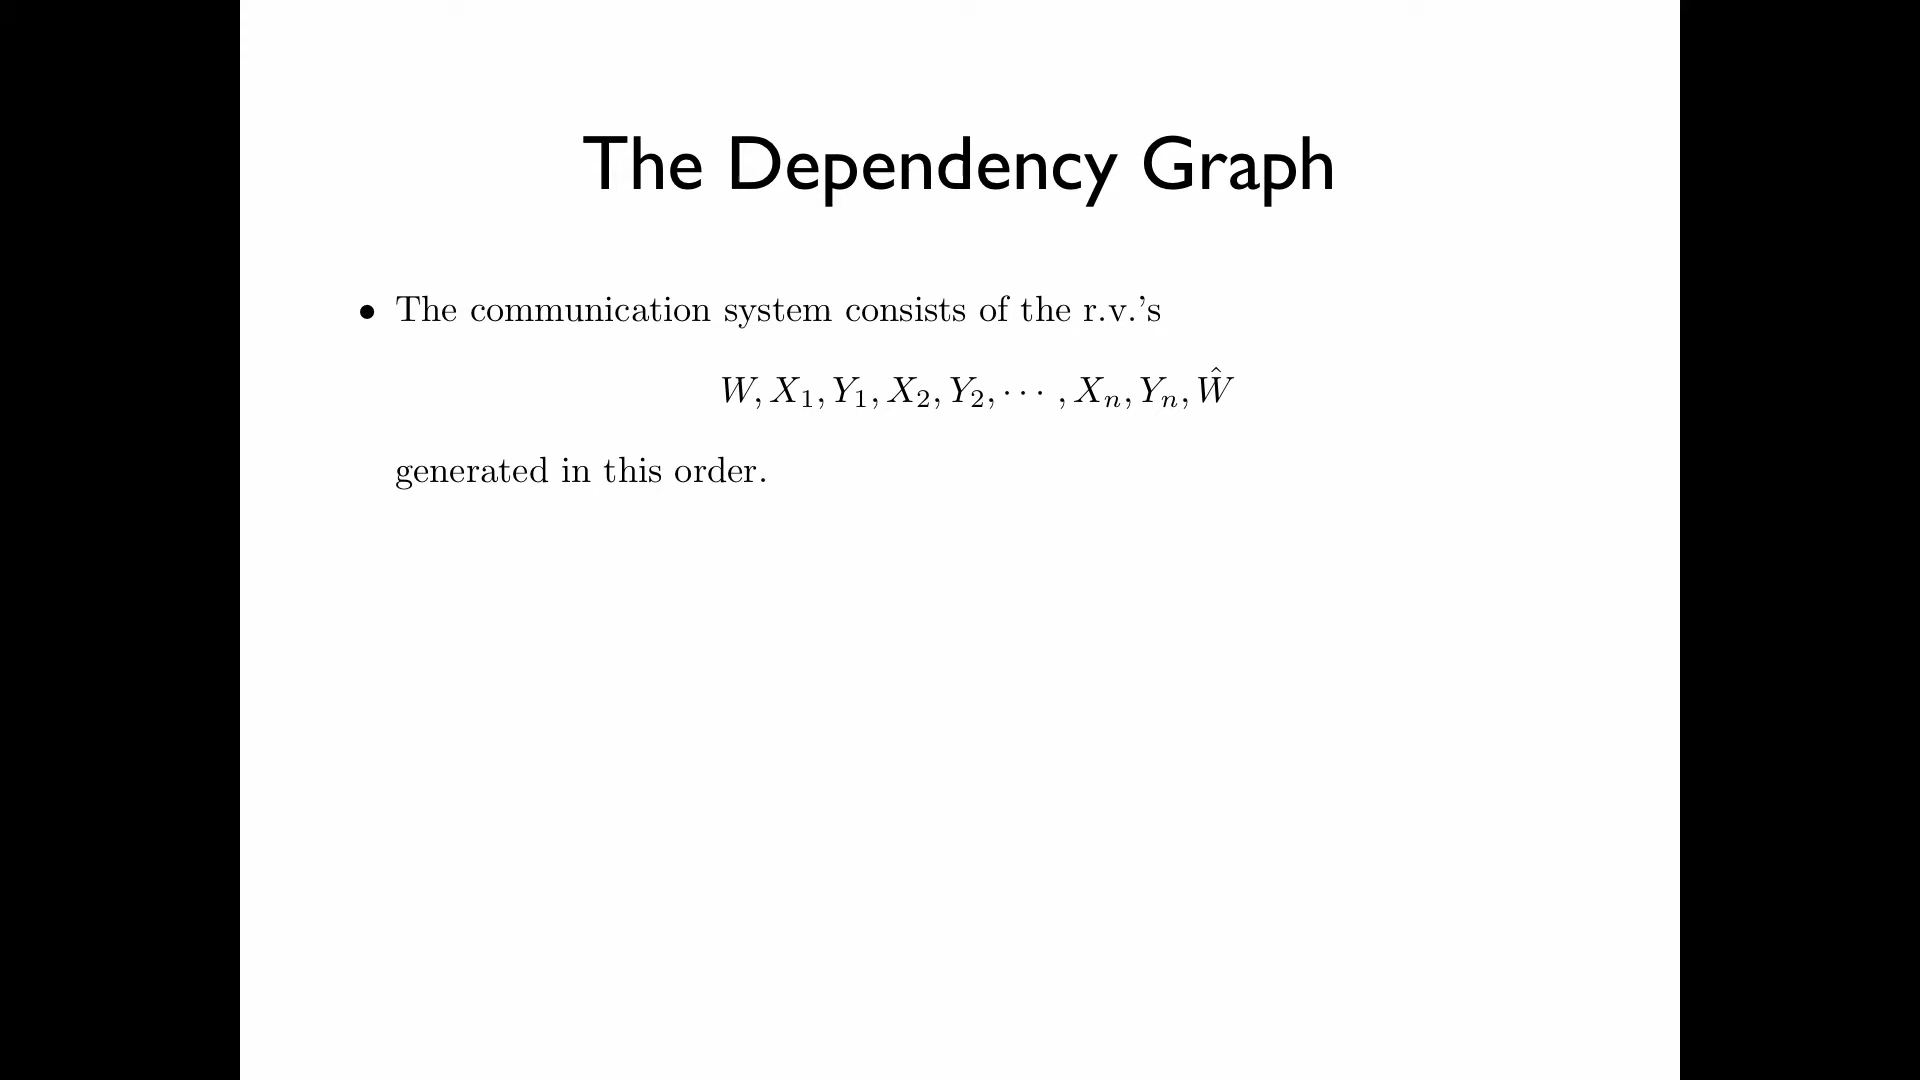 The Dependency Graph
• The communication system consists of the r.v.'s
W, X₁, Y₁, X₂, Y₂, ⋯ , Xₙ, Yₙ, Ŵ
generated in this order.